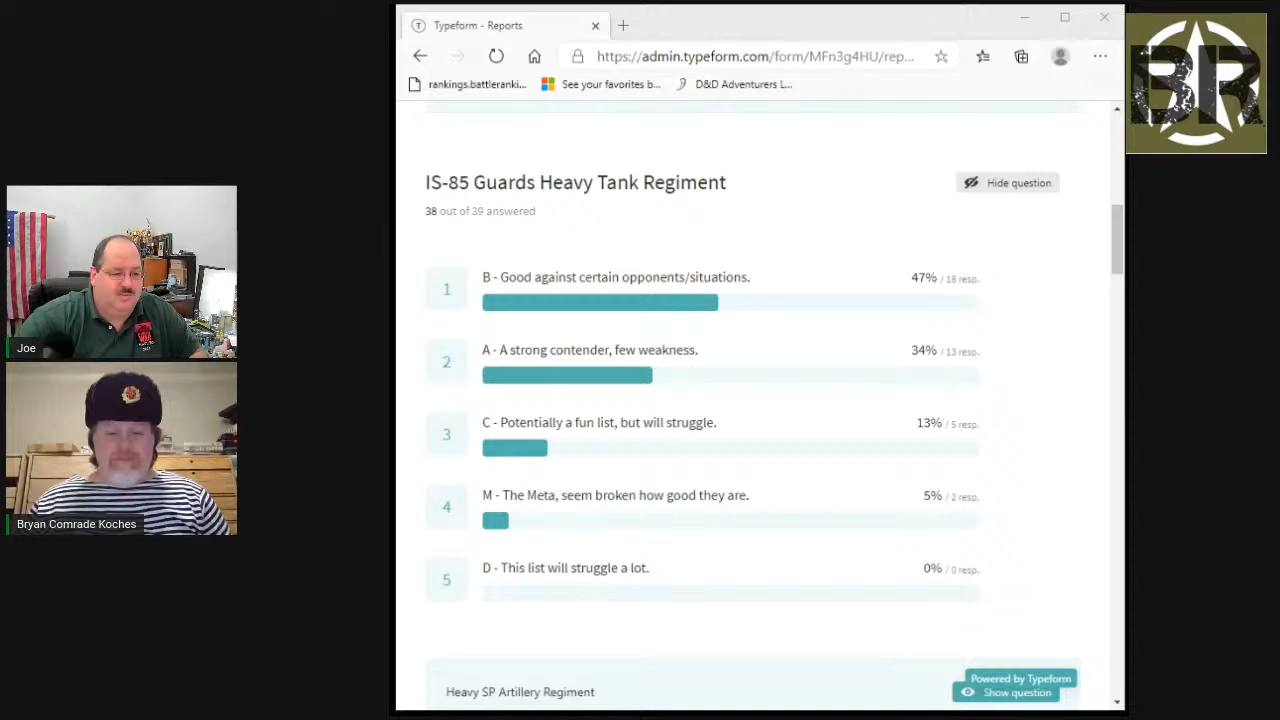 Typeform - Reports
https://admin.typeform.com/form/MFn3g4HU/rep...
rankings.battleranki...
See your favorites b...
D&D Adventurers L...
BR
IS-85 Guards Heavy Tank Regiment
Hide question
38 out of 39 answered
1
B - Good against certain opponents/situations.
47% / 18 resp.
2
A - A strong contender, few weakness.
34% / 13 resp.
3
C - Potentially a fun list, but will struggle.
13% / 5 resp.
4
M - The Meta, seem broken how good they are.
5% / 2 resp.
5
D - This list will struggle a lot.
0% / 0 resp.
Heavy SP Artillery Regiment
Powered by Typeform
Show question
Joe
Bryan Comrade Koches